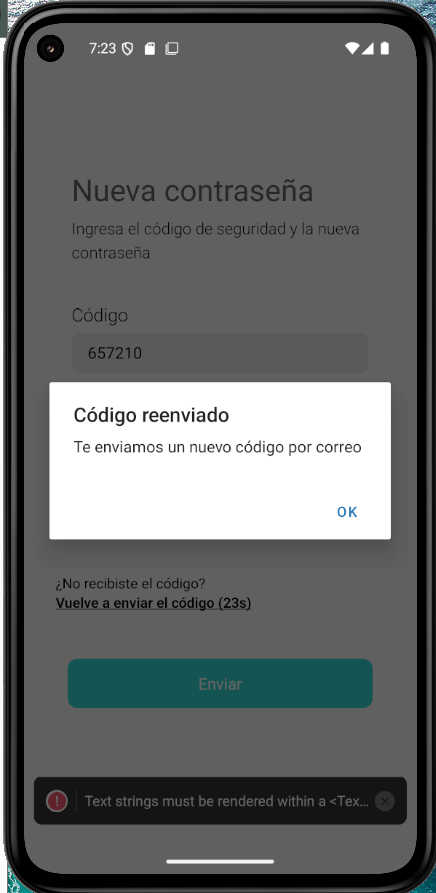 7:23
Nueva contraseña
Ingresa el código de seguridad y la nueva
contraseña
Código
657210
Código reenviado
Te enviamos un nuevo código por correo
OK
¿No recibiste el código?
Vuelve a enviar el código (23s)
Enviar
Text strings must be rendered within a <Tex...